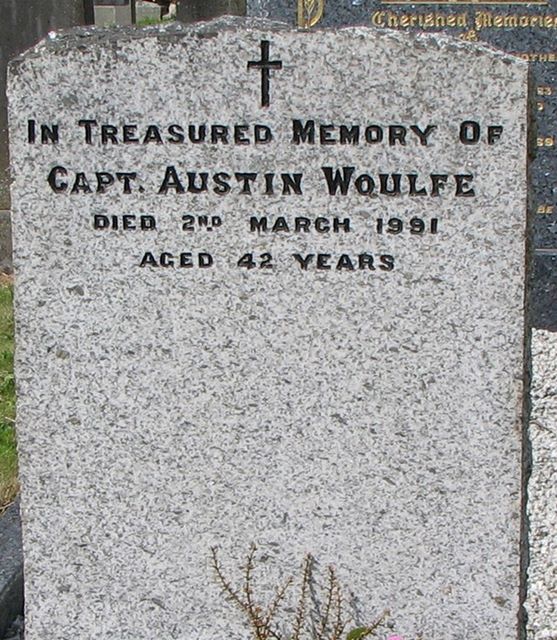 In Treasured Memory Of
Capt. Austin Woulfe
Died 2ND March 1991
Aged 42 Years
Cherished Memories